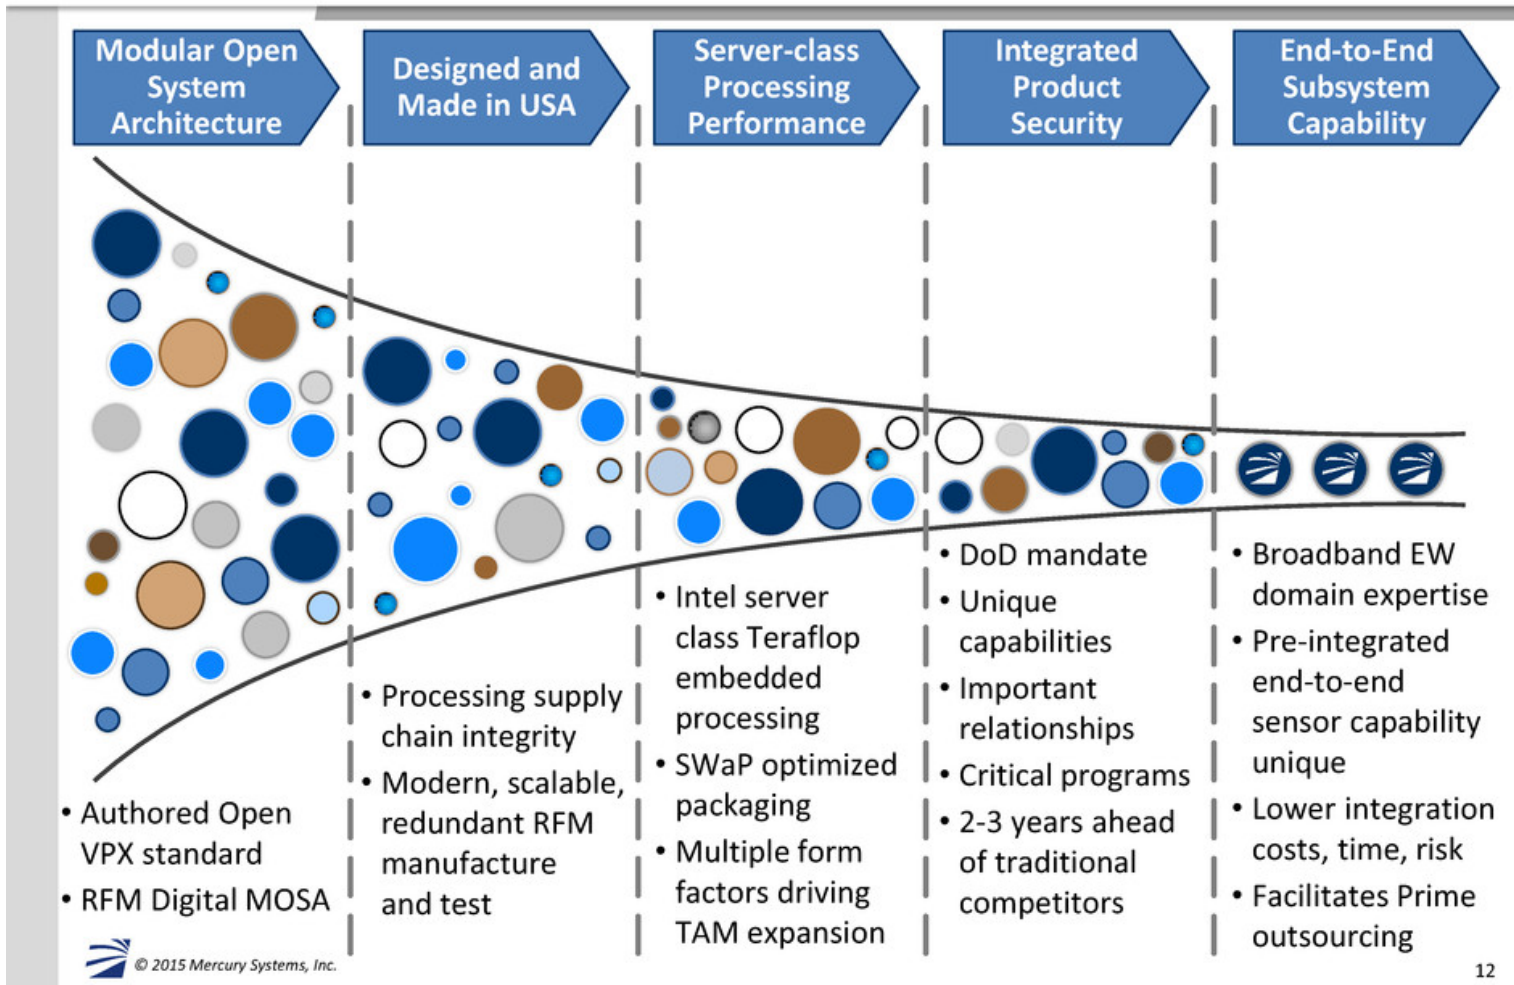 Modular Open
System
Architecture
Designed and
Made in USA
Server-class
Processing
Performance
Integrated
Product
Security
End-to-End
Subsystem
Capability
• Authored Open
VPX standard
• RFM Digital MOSA
• Processing supply
chain integrity
• Modern, scalable,
redundant RFM
manufacture
and test
• Intel server
class Teraflop
embedded
processing
• SWaP optimized
packaging
• Multiple form
factors driving
TAM expansion
• DoD mandate
• Unique
capabilities
• Important
relationships
• Critical programs
• 2-3 years ahead
of traditional
competitors
• Broadband EW
domain expertise
• Pre-integrated
end-to-end
sensor capability
unique
• Lower integration
costs, time, risk
• Facilitates Prime
outsourcing
© 2015 Mercury Systems, Inc.
12